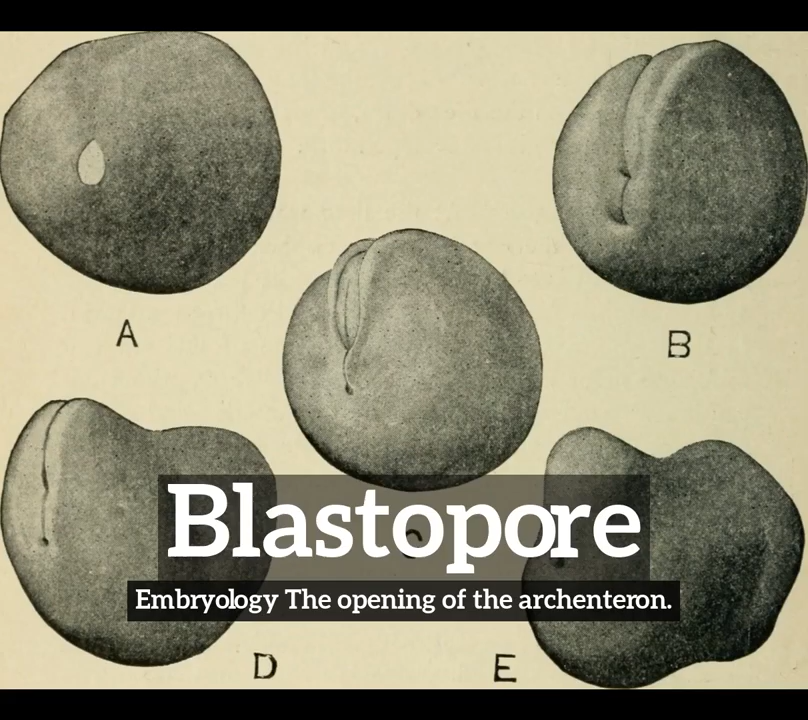 A
B
Blastopore
C
Embryology The opening of the archenteron.
D E